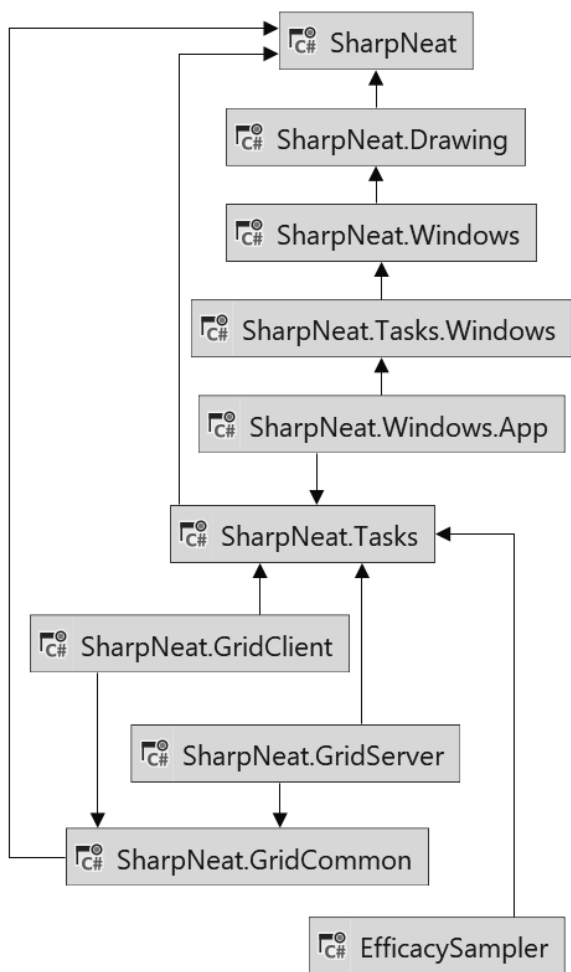 C# SharpNeat
C# SharpNeat.Drawing
C# SharpNeat.Windows
C# SharpNeat.Tasks.Windows
C# SharpNeat.Windows.App
C# SharpNeat.Tasks
C# SharpNeat.GridClient
C# SharpNeat.GridServer
C# SharpNeat.GridCommon
C# EfficacySampler